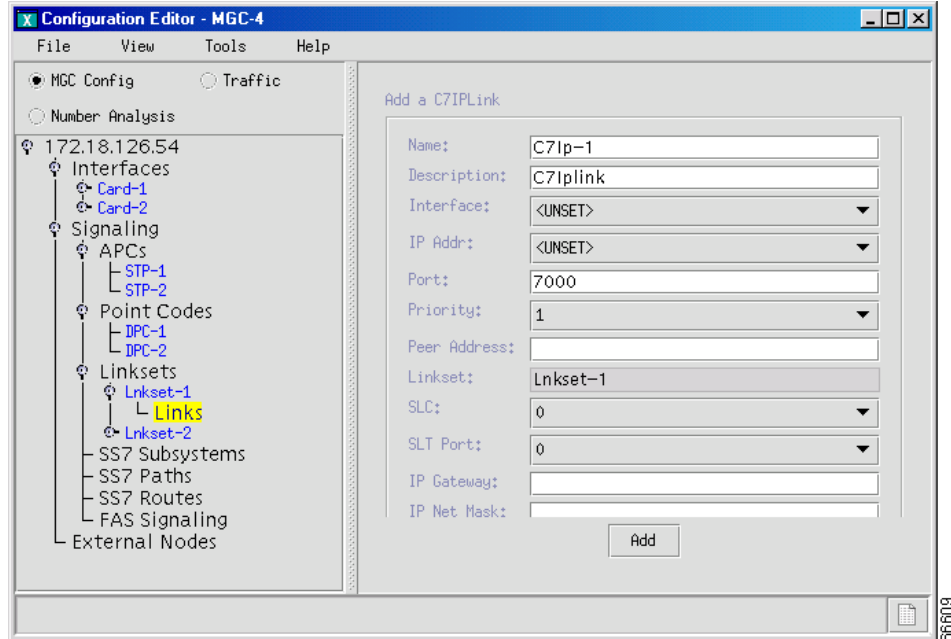 X Configuration Editor - MGC-4
File View Tools Help
MGC Config Traffic
Number Analysis
172.18.126.54
Interfaces
Card-1
Card-2
Signaling
APCs
STP-1
STP-2
Point Codes
DPC-1
DPC-2
Linksets
Lnkset-1
Links
Lnkset-2
SS7 Subsystems
SS7 Paths
SS7 Routes
FAS Signaling
External Nodes
Add a C7IPLink
Name: C7Ip-1
Description: C7Iplink
Interface: <UNSET>
IP Addr: <UNSET>
Port: 7000
Priority: 1
Peer Address:
Linkset: Lnkset-1
SLC: 0
SLT Port: 0
IP Gateway:
IP Net Mask:
Add